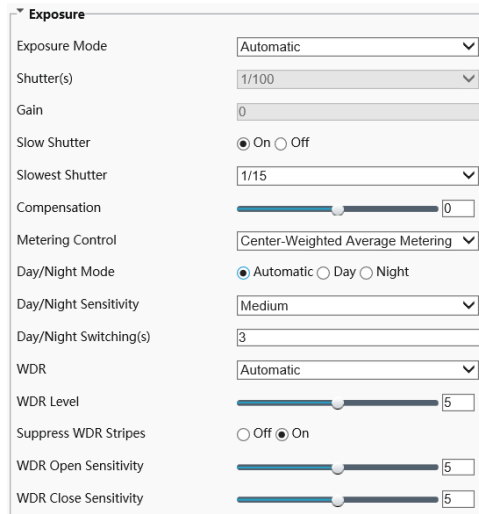 Exposure
Exposure Mode Automatic
Shutter(s) 1/100
Gain 0
Slow Shutter On Off
Slowest Shutter 1/15
Compensation 0
Metering Control Center-Weighted Average Metering
Day/Night Mode Automatic Day Night
Day/Night Sensitivity Medium
Day/Night Switching(s) 3
WDR Automatic
WDR Level 5
Suppress WDR Stripes Off On
WDR Open Sensitivity 5
WDR Close Sensitivity 5